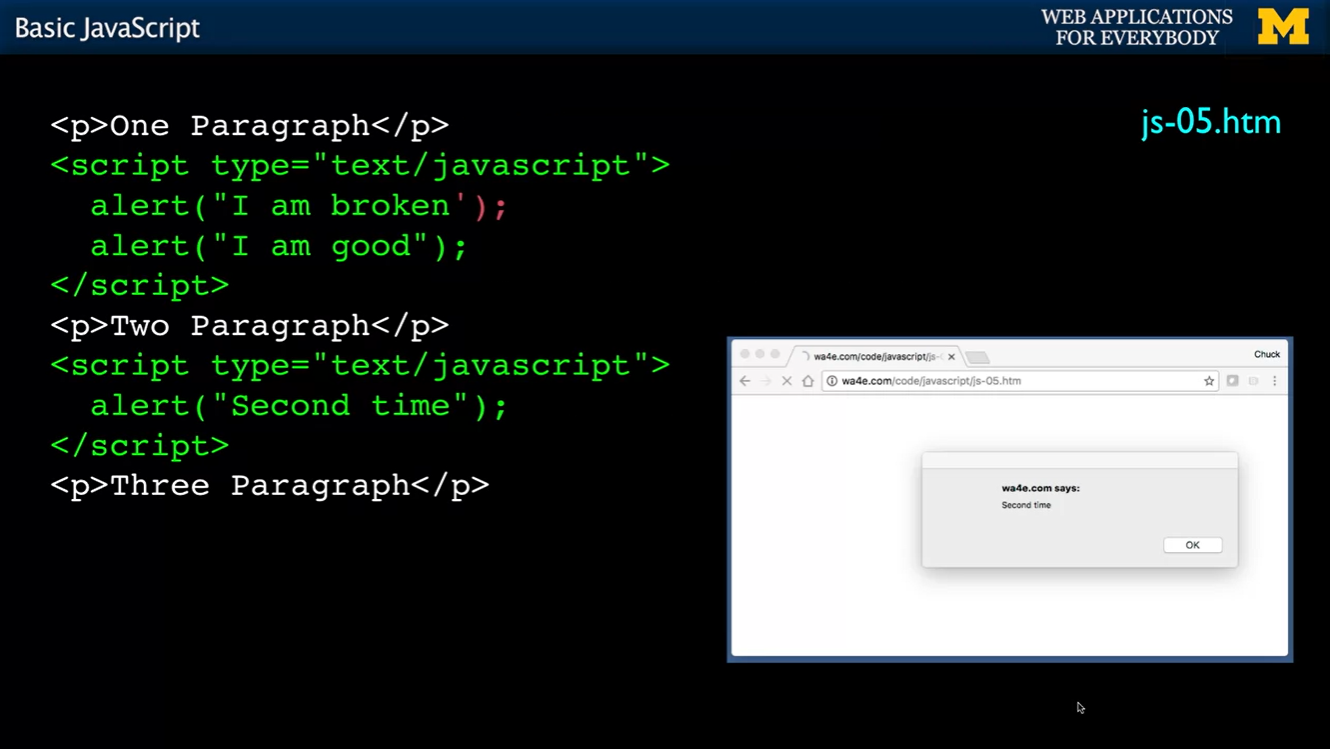 Basic JavaScript
WEB APPLICATIONS
FOR EVERYBODY
M
js-05.htm
<p>One Paragraph</p>
<script type="text/javascript">
  alert("I am broken');
  alert("I am good");
</script>
<p>Two Paragraph</p>
<script type="text/javascript">
  alert("Second time");
</script>
<p>Three Paragraph</p>
wa4e.com/code/javascript/js-
Chuck
wa4e.com/code/javascript/js-05.htm
wa4e.com says:
Second time
OK